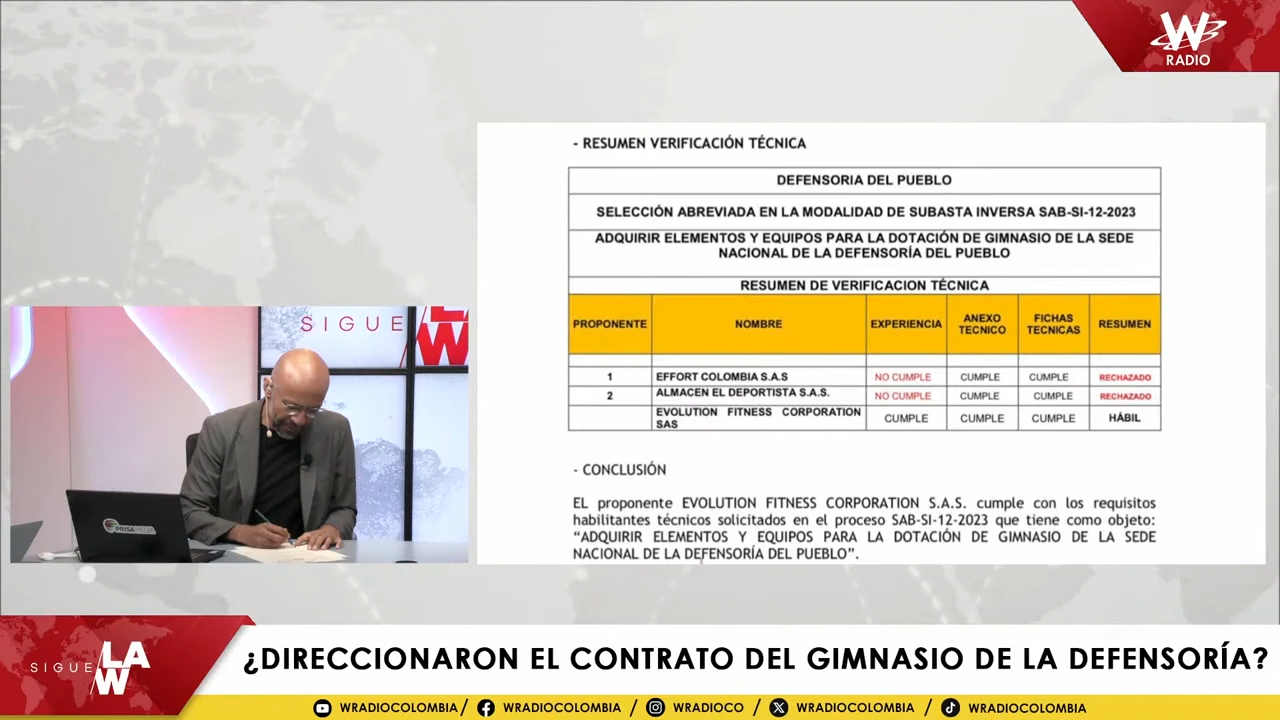 W
RADIO
- RESUMEN VERIFICACIÓN TÉCNICA
DEFENSORIA DEL PUEBLO
SELECCIÓN ABREVIADA EN LA MODALIDAD DE SUBASTA INVERSA SAB-SI-12-2023
ADQUIRIR ELEMENTOS Y EQUIPOS PARA LA DOTACIÓN DE GIMNASIO DE LA SEDE
NACIONAL DE LA DEFENSORÍA DEL PUEBLO
RESUMEN DE VERIFICACION TÉCNICA
PROPONENTE NOMBRE EXPERIENCIA ANEXO TECNICO FICHAS TECNICAS RESUMEN
1 EFFORT COLOMBIA S.A.S NO CUMPLE CUMPLE CUMPLE RECHAZADO
2 ALMACEN EL DEPORTISTA S.A.S. NO CUMPLE CUMPLE CUMPLE RECHAZADO
EVOLUTION FITNESS CORPORATION SAS CUMPLE CUMPLE CUMPLE HÁBIL
- CONCLUSIÓN
EL proponente EVOLUTION FITNESS CORPORATION S.A.S. cumple con los requisitos
habilitantes técnicos solicitados en el proceso SAB-SI-12-2023 que tiene como objeto:
“ADQUIRIR ELEMENTOS Y EQUIPOS PARA LA DOTACIÓN DE GIMNASIO DE LA SEDE
NACIONAL DE LA DEFENSORÍA DEL PUEBLO”.
SIGUE LA W
PRISA MEDIA
SIGUE LA W
¿DIRECCIONARON EL CONTRATO DEL GIMNASIO DE LA DEFENSORÍA?
WRADIOCOLOMBIA / WRADIOCOLOMBIA / WRADIOCO / WRADIOCOLOMBIA / WRADIOCOLOMBIA